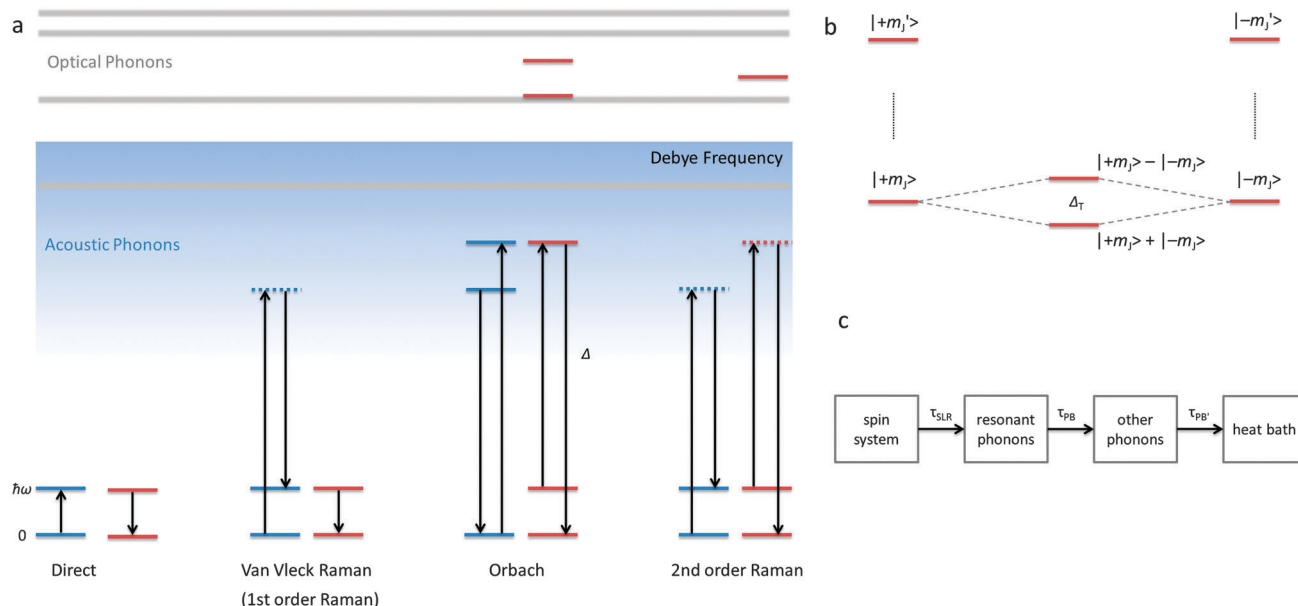 a
Optical Phonons
Debye Frequency
Acoustic Phonons
Δ
ħω
0
Direct
Van Vleck Raman
(1st order Raman)
Orbach
2nd order Raman
b
|+mJ'>
|−mJ'>
|+mJ>
|+mJ> − |−mJ>
|−mJ>
ΔT
|+mJ> + |−mJ>
c
spin
system
τSLR
resonant
phonons
τPB
other
phonons
τPB'
heat bath